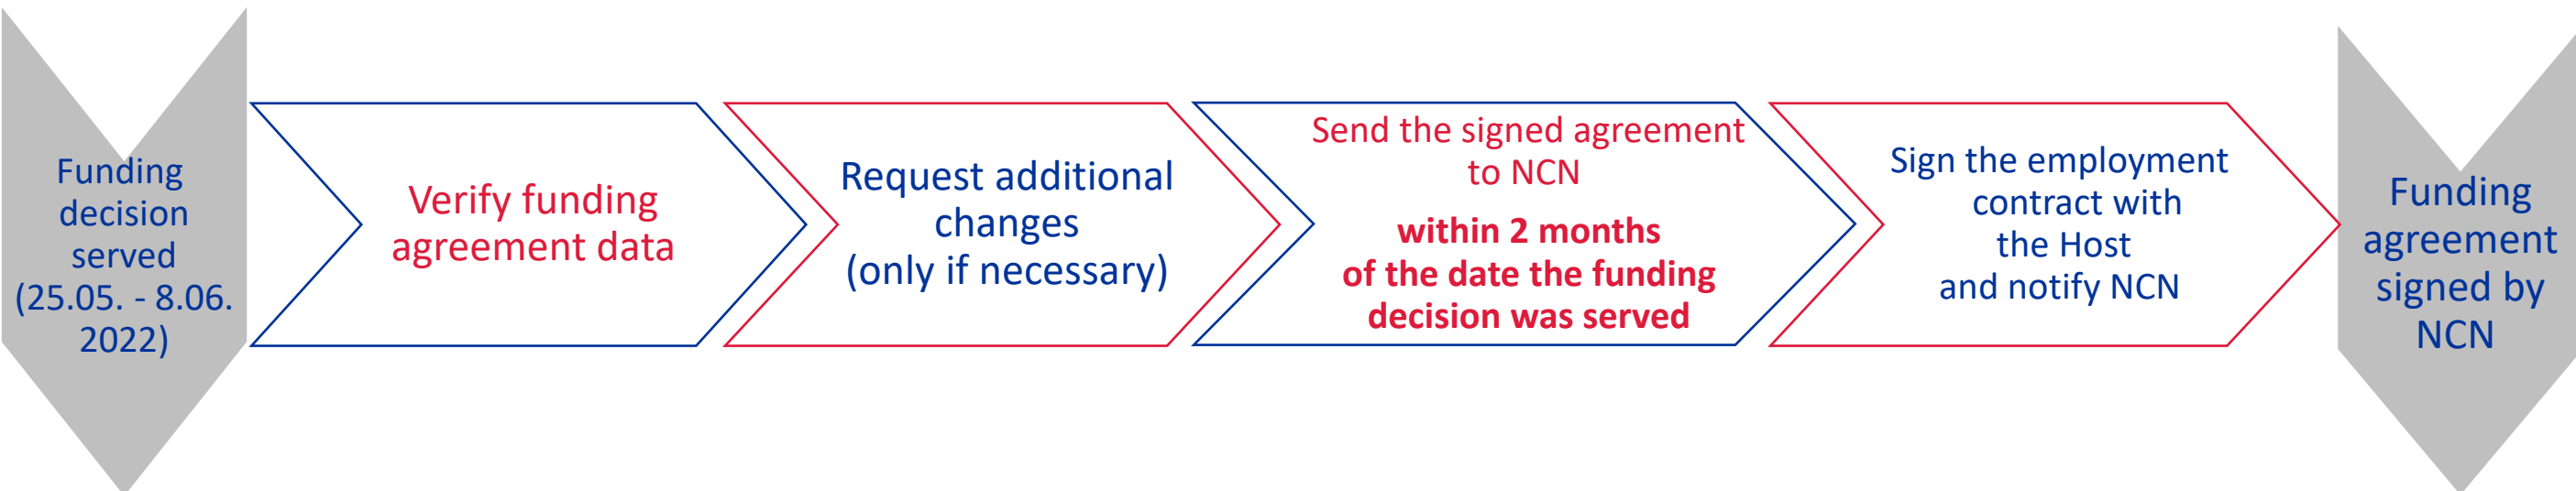 Funding
decision
served
(25.05. - 8.06.
2022)
Verify funding
agreement data
Request additional
changes
(only if necessary)
Send the signed agreement
to NCN
within 2 months
of the date the funding
decision was served
Sign the employment
contract with
the Host
and notify NCN
Funding
agreement
signed by
NCN